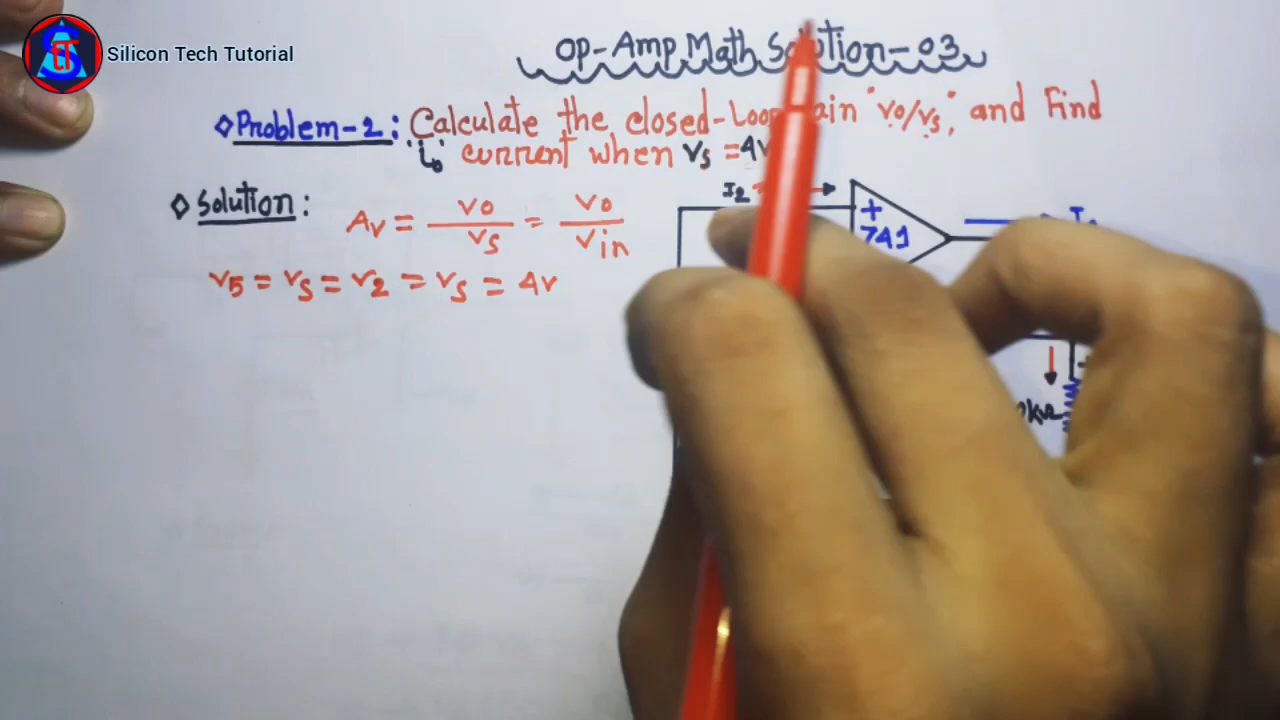 Silicon Tech Tutorial
OP-Amp Math Solution-03
Problem-2: Calculate the closed-Loop "vo/vs", and Find
current when vs = 4v
Solution: Av = vo/vs = vo/vin
I2
+
741
v5 = vs = v2 = vs = 4v